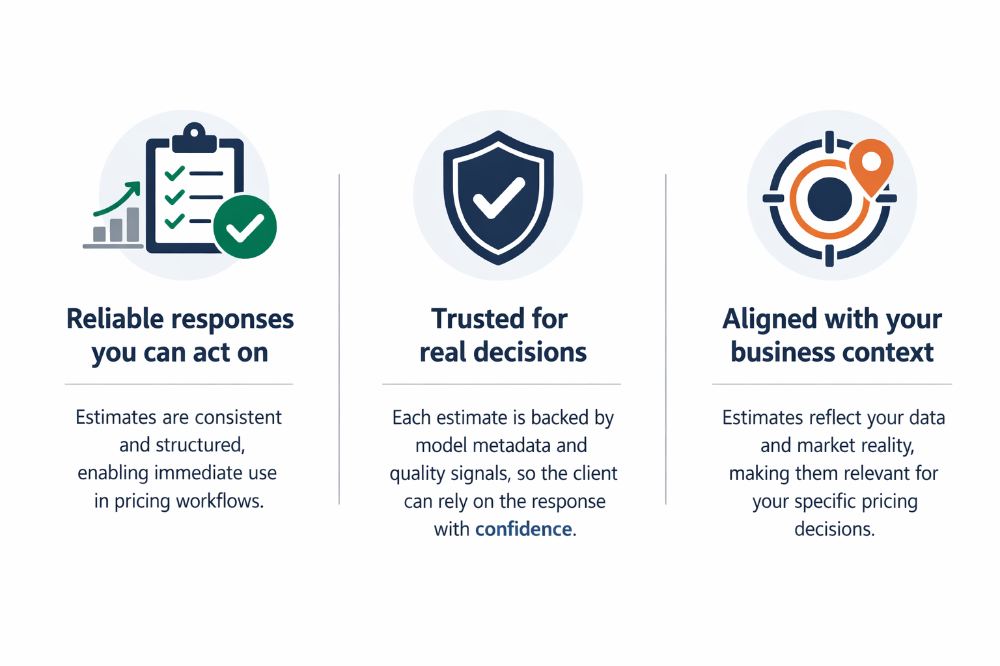 Reliable responses
you can act on
Estimates are consistent
and structured,
enabling immediate use
in pricing workflows.
Trusted for
real decisions
Each estimate is backed by
model metadata and
quality signals, so the client
can rely on the response
with confidence.
Aligned with your
business context
Estimates reflect your data
and market reality,
making them relevant for
your specific pricing
decisions.